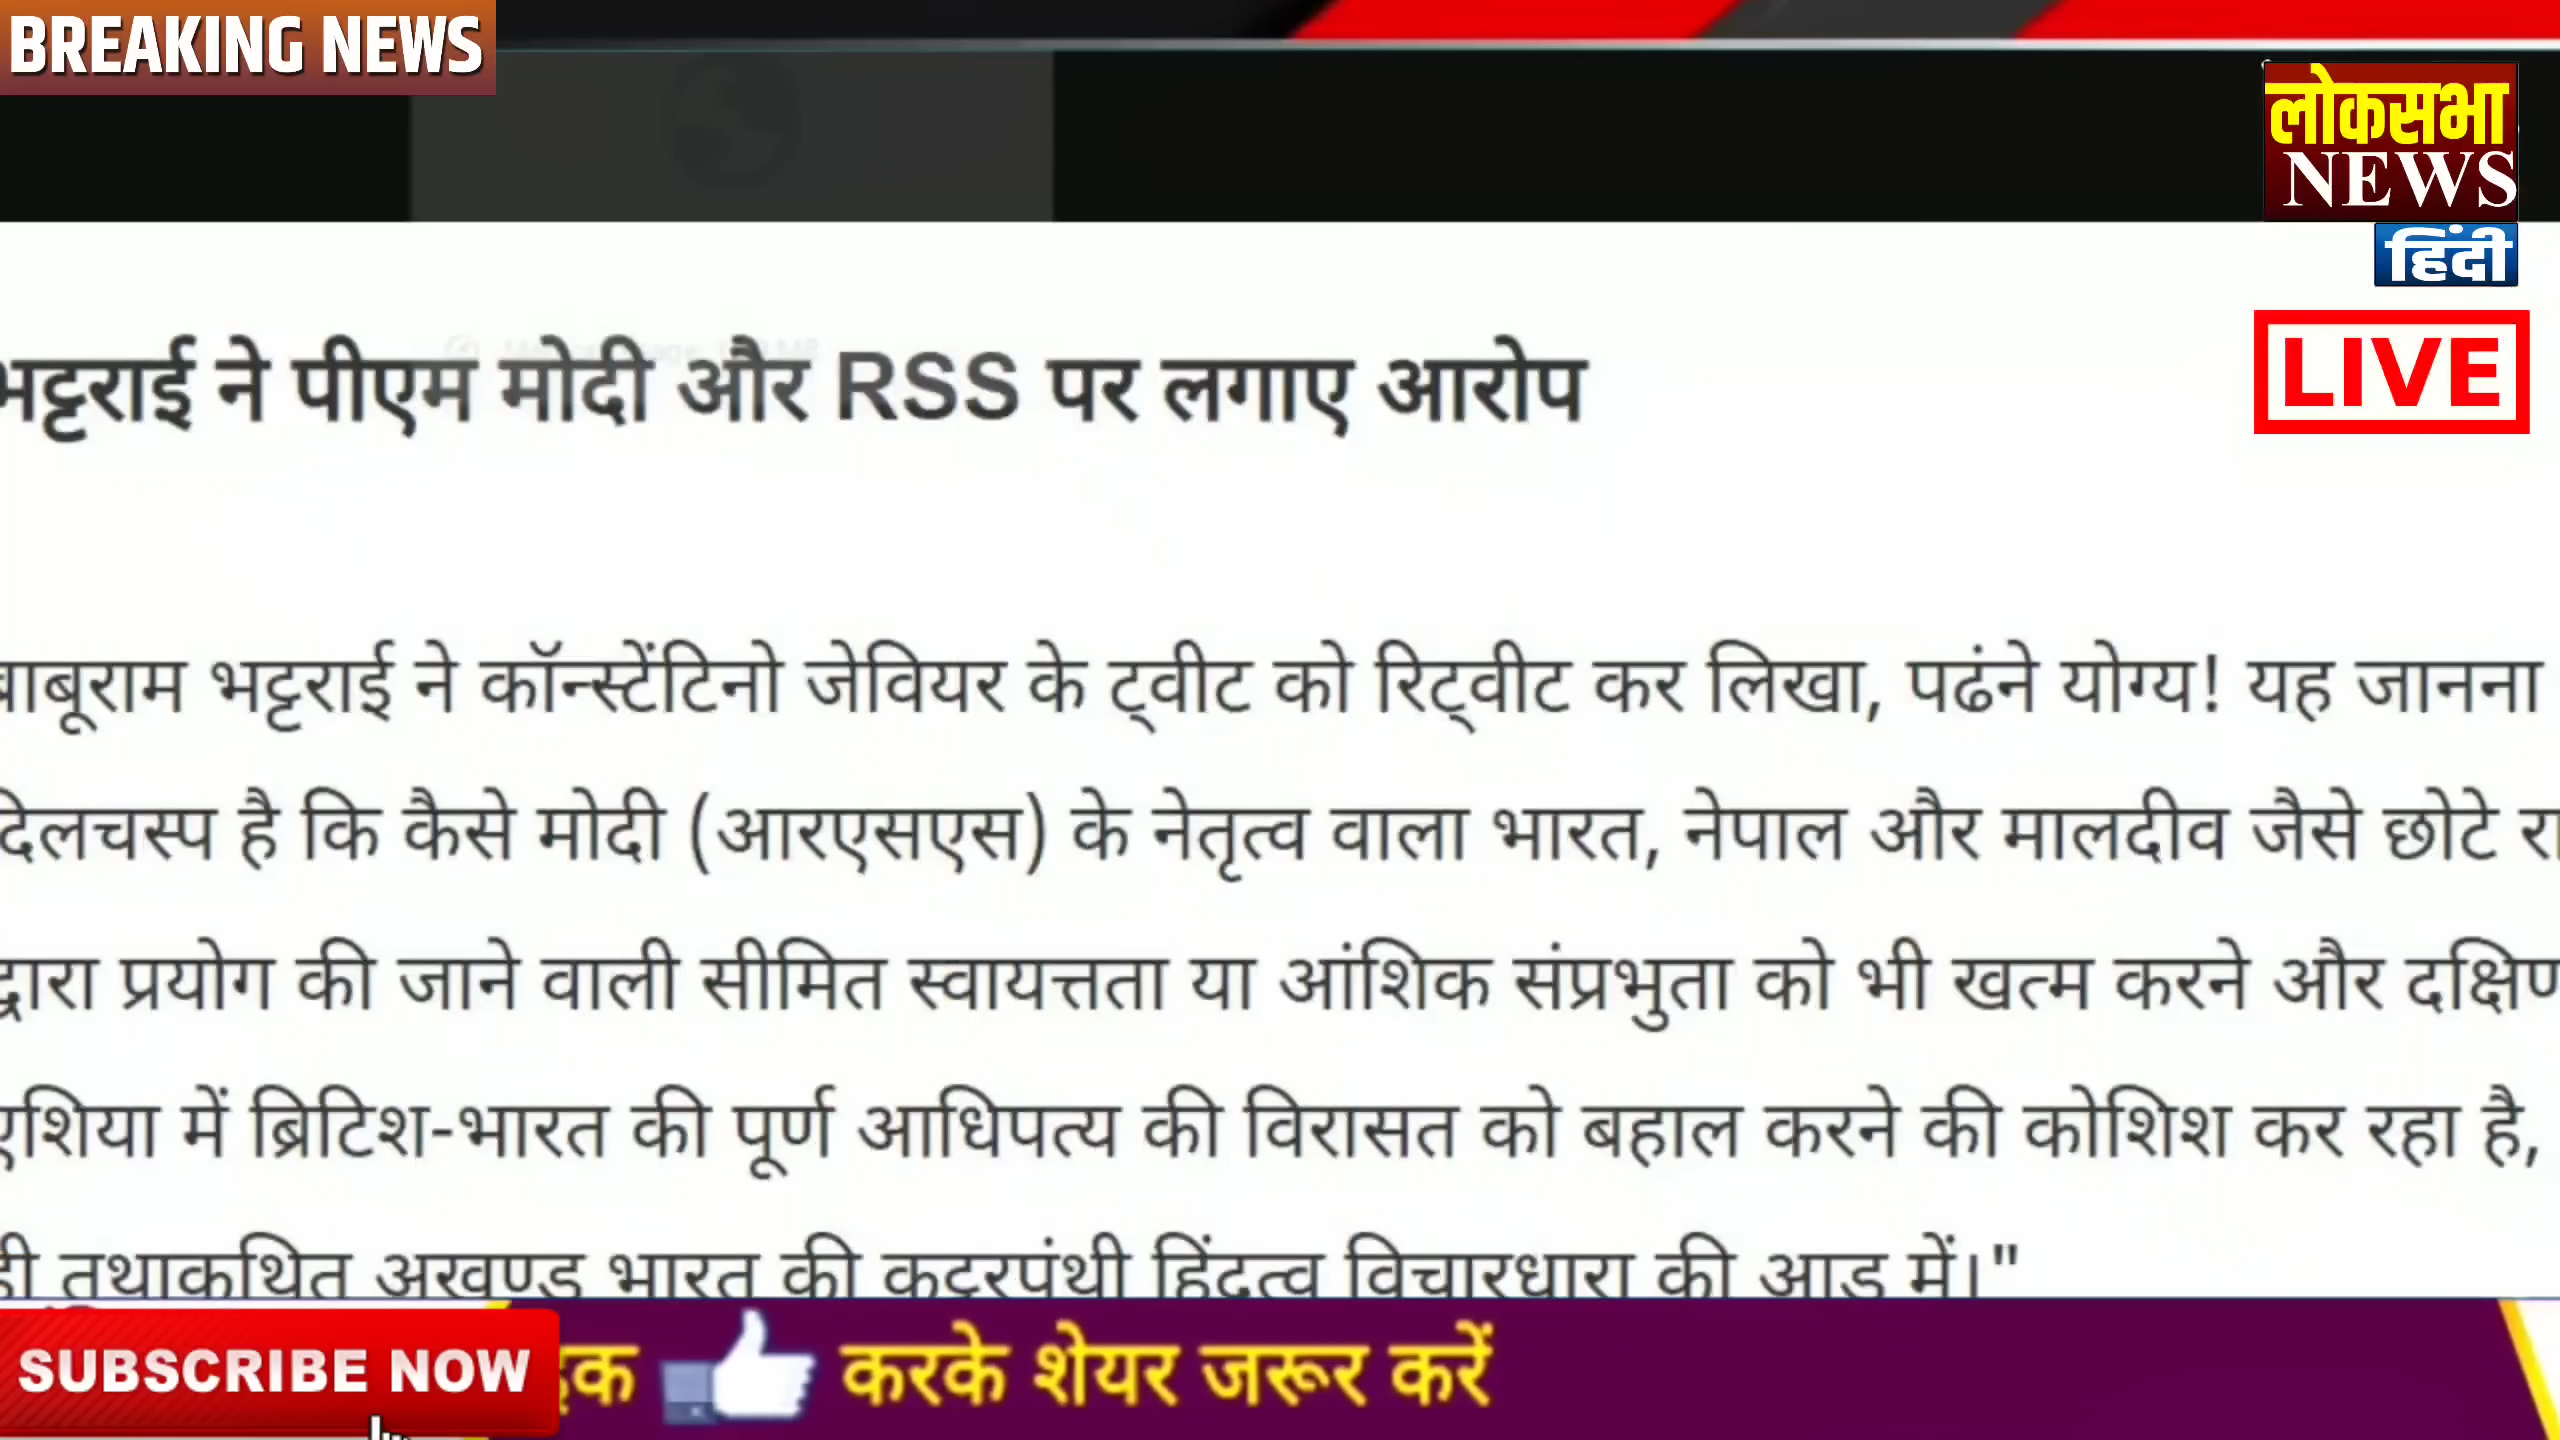 BREAKING NEWS
लोकसभा
NEWS
हिंदी
LIVE
भट्टराई ने पीएम मोदी और RSS पर लगाए आरोप
बाबूराम भट्टराई ने कॉन्स्टेंटिनो जेवियर के ट्वीट को रिट्वीट कर लिखा, पढंने योग्य! यह जानना
दिलचस्प है कि कैसे मोदी (आरएसएस) के नेतृत्व वाला भारत, नेपाल और मालदीव जैसे छोटे
द्वारा प्रयोग की जाने वाली सीमित स्वायत्तता या आंशिक संप्रभुता को भी खत्म करने और दक्षिण
एशिया में ब्रिटिश-भारत की पूर्ण आधिपत्य की विरासत को बहाल करने की कोशिश कर रहा है,
ही तथाकथित अखण्ड भारत की कट्टरपंथी हिंदुत्व विचारधारा की आड़ में।"
SUBSCRIBE NOW
करके शेयर जरूर करें